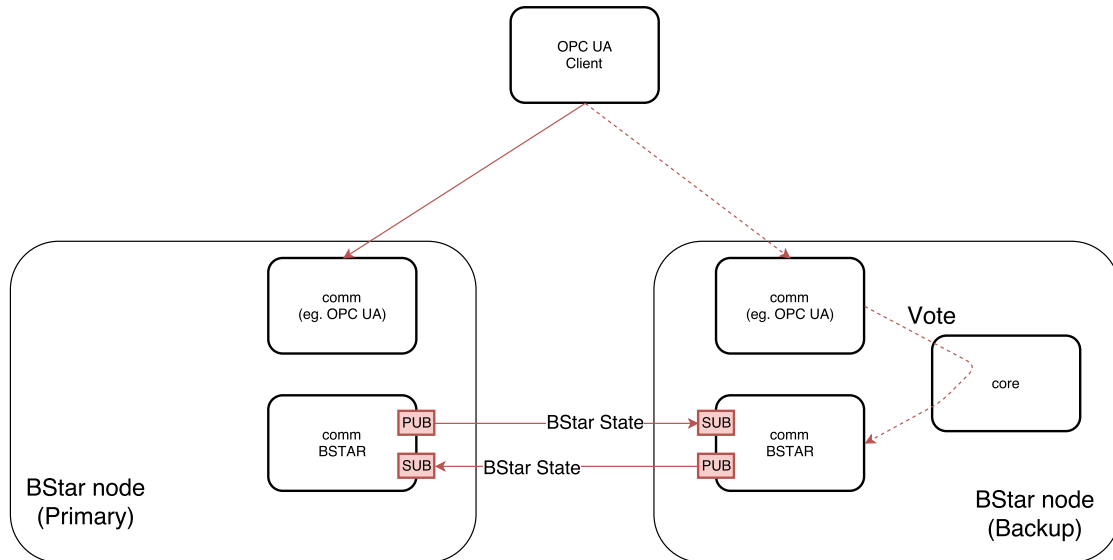 OPC UA
Client
comm
(eg. OPC UA)
comm
(eg. OPC UA)
Vote
core
comm
BSTAR
PUB
SUB
BStar State
BStar State
SUB
PUB
comm
BSTAR
BStar node
(Primary)
BStar node
(Backup)